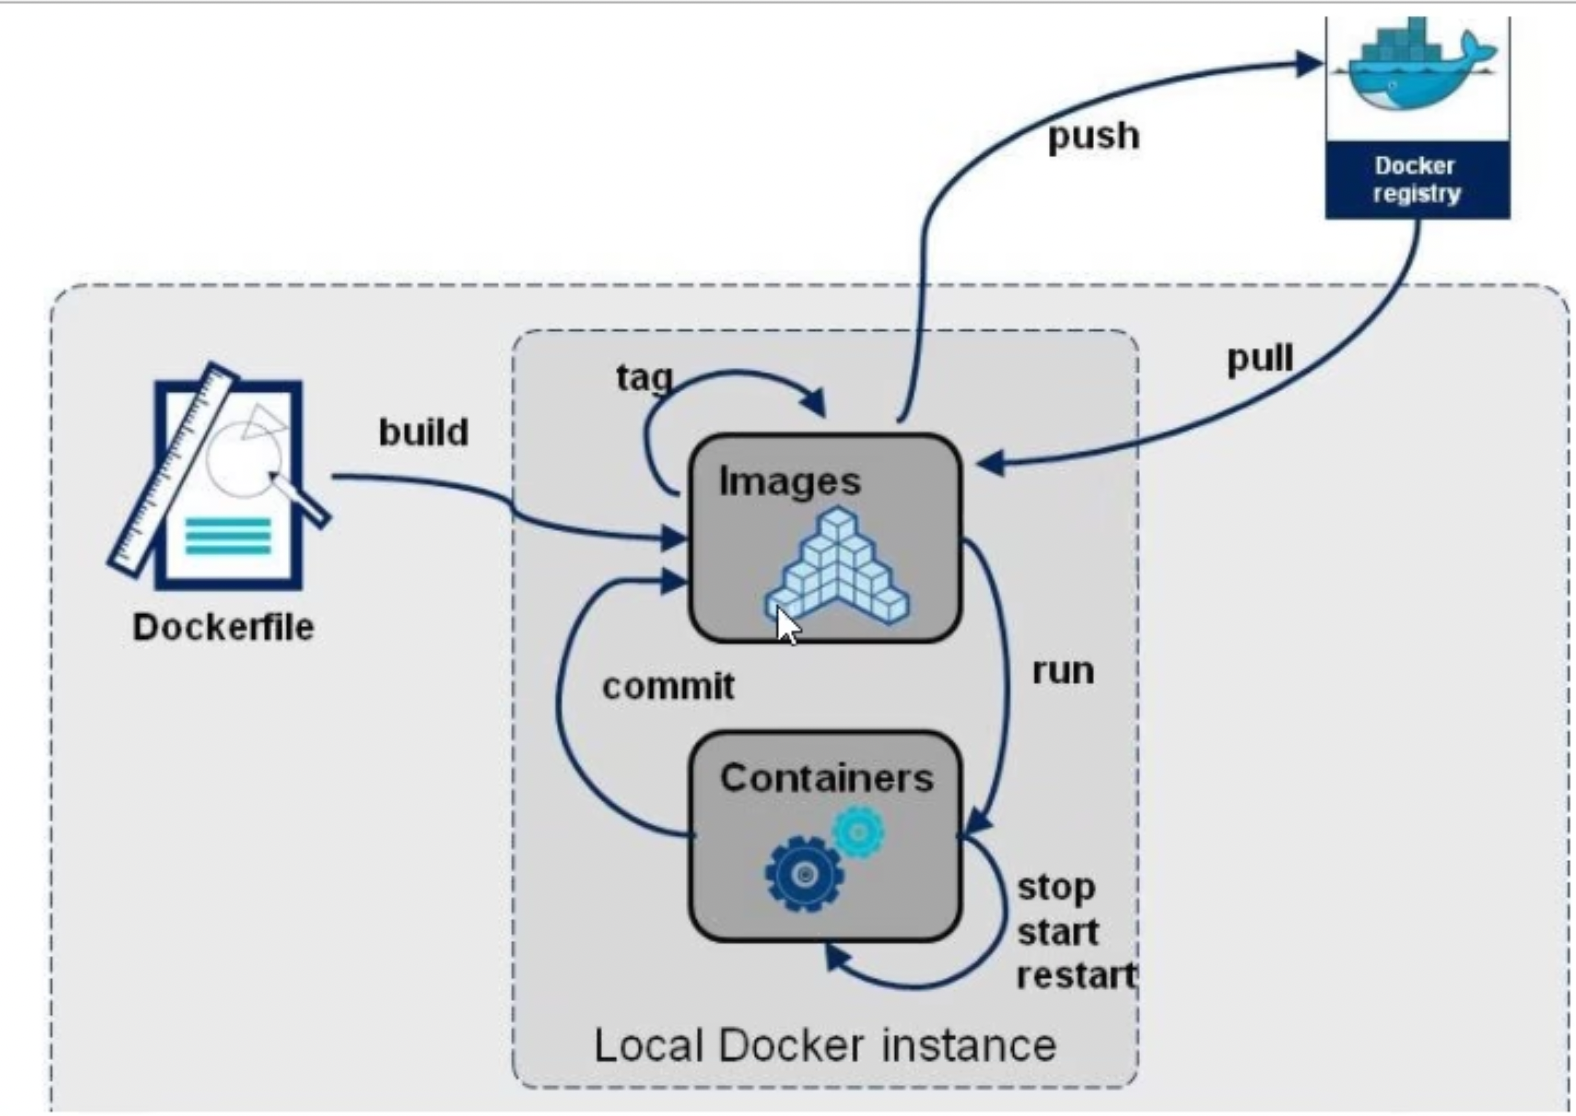 push
Docker
registry
pull
tag
build
Images
Dockerfile
commit
run
Containers
stop
start
restart
Local Docker instance